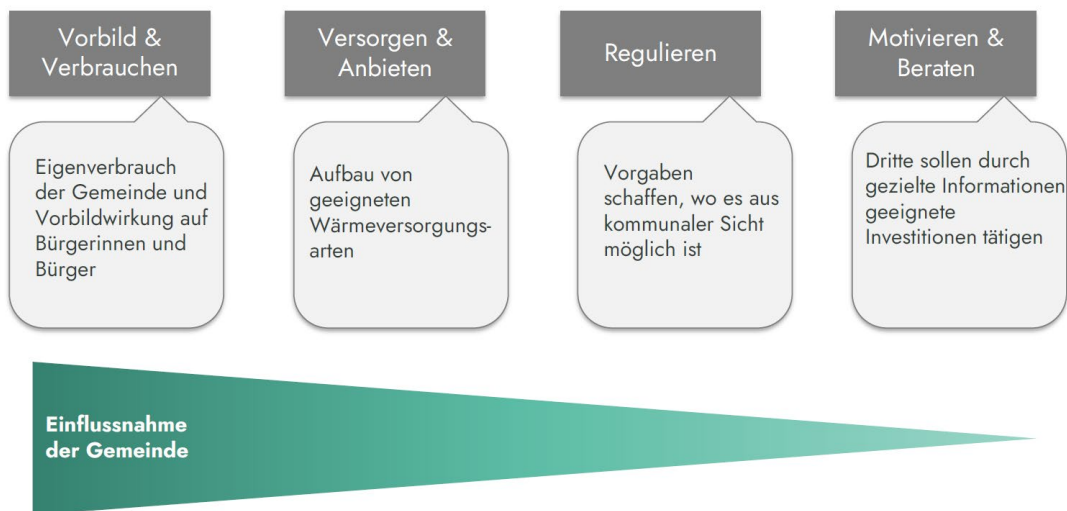 Vorbild &
Verbrauchen
Versorgen &
Anbieten
Regulieren
Motivieren &
Beraten
Eigenverbrauch
der Gemeinde und
Vorbildwirkung auf
Bürgerinnen und
Bürger
Aufbau von
geeigneten
Wärmeversorgungs-
arten
Vorgaben
schaffen, wo es aus
kommunaler Sicht
möglich ist
Dritte sollen durch
gezielte Informationen
geeignete
Investitionen tätigen
Einflussnahme
der Gemeinde